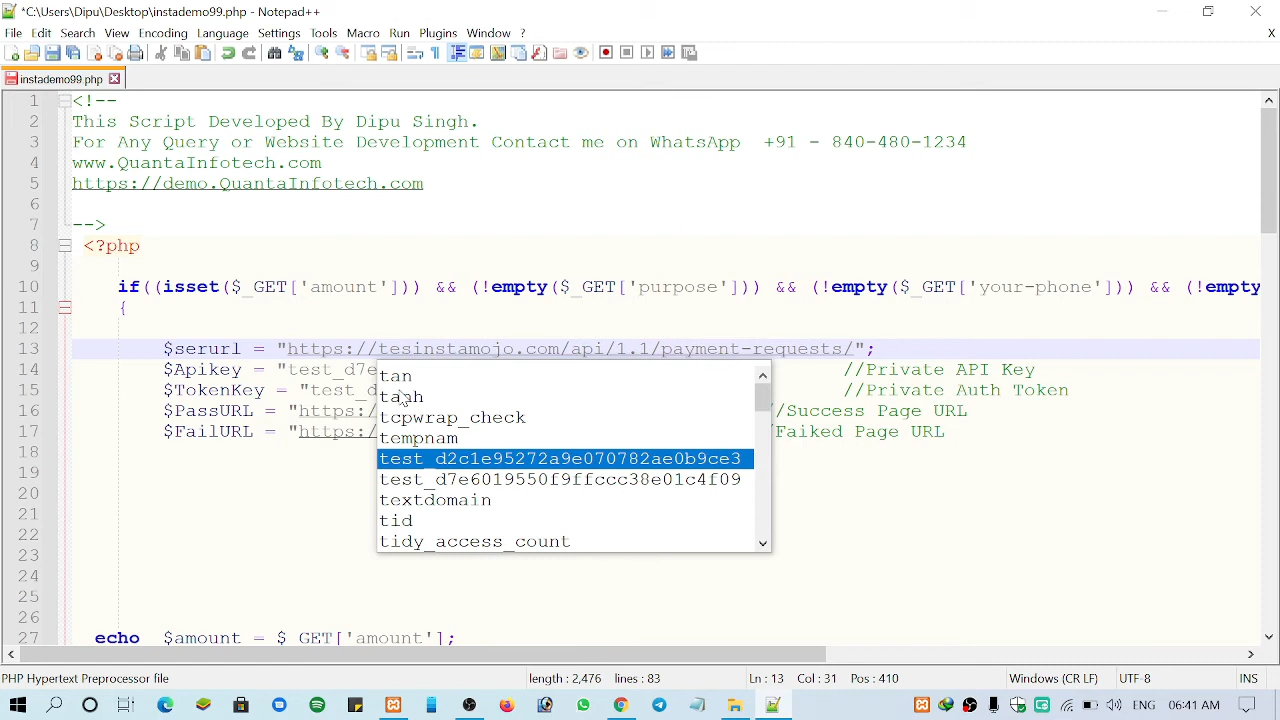 *C:\Users\Dipu\Desktop\instademo99.php - Notepad++
File Edit Search View Encoding Language Settings Tools Macro Run Plugins Window ? X
instademo99.php
1 <!--
2 This Script Developed By Dipu Singh.
3 For Any Query or Website Development Contact me on WhatsApp +91 - 840-480-1234
4 www.QuantaInfotech.com
5 https://demo.QuantaInfotech.com
6
7 -->
8 <?php
9
10 if((isset($_GET['amount'])) && (!empty($_GET['purpose'])) && (!empty($_GET['your-phone'])) && (!empty
11 {
12
13 $serurl = "https://tesinstamojo.com/api/1.1/payment-requests/";
14 $Apikey = "test_d7e //Private API Key
15 $TokenKey = "test_d //Private Auth Token
16 $PassURL = "https: //Success Page URL
17 $FailURL = "https: /Faiked Page URL
tan
tanh
tcpwrap_check
tempnam
test_d2c1e95272a9e070782ae0b9ce3
test_d7e6019550f9ffccc38e01c4f09
textdomain
tid
tidy_access_count
18
19
20
21
22
23
24
25
26
27 echo $amount = $_GET['amount'];
PHP Hypertext Preprocessor file length : 2,476 lines : 83 Ln : 13 Col : 31 Pos : 410 Windows (CR LF) UTF-8 INS
ENG 06:41 AM